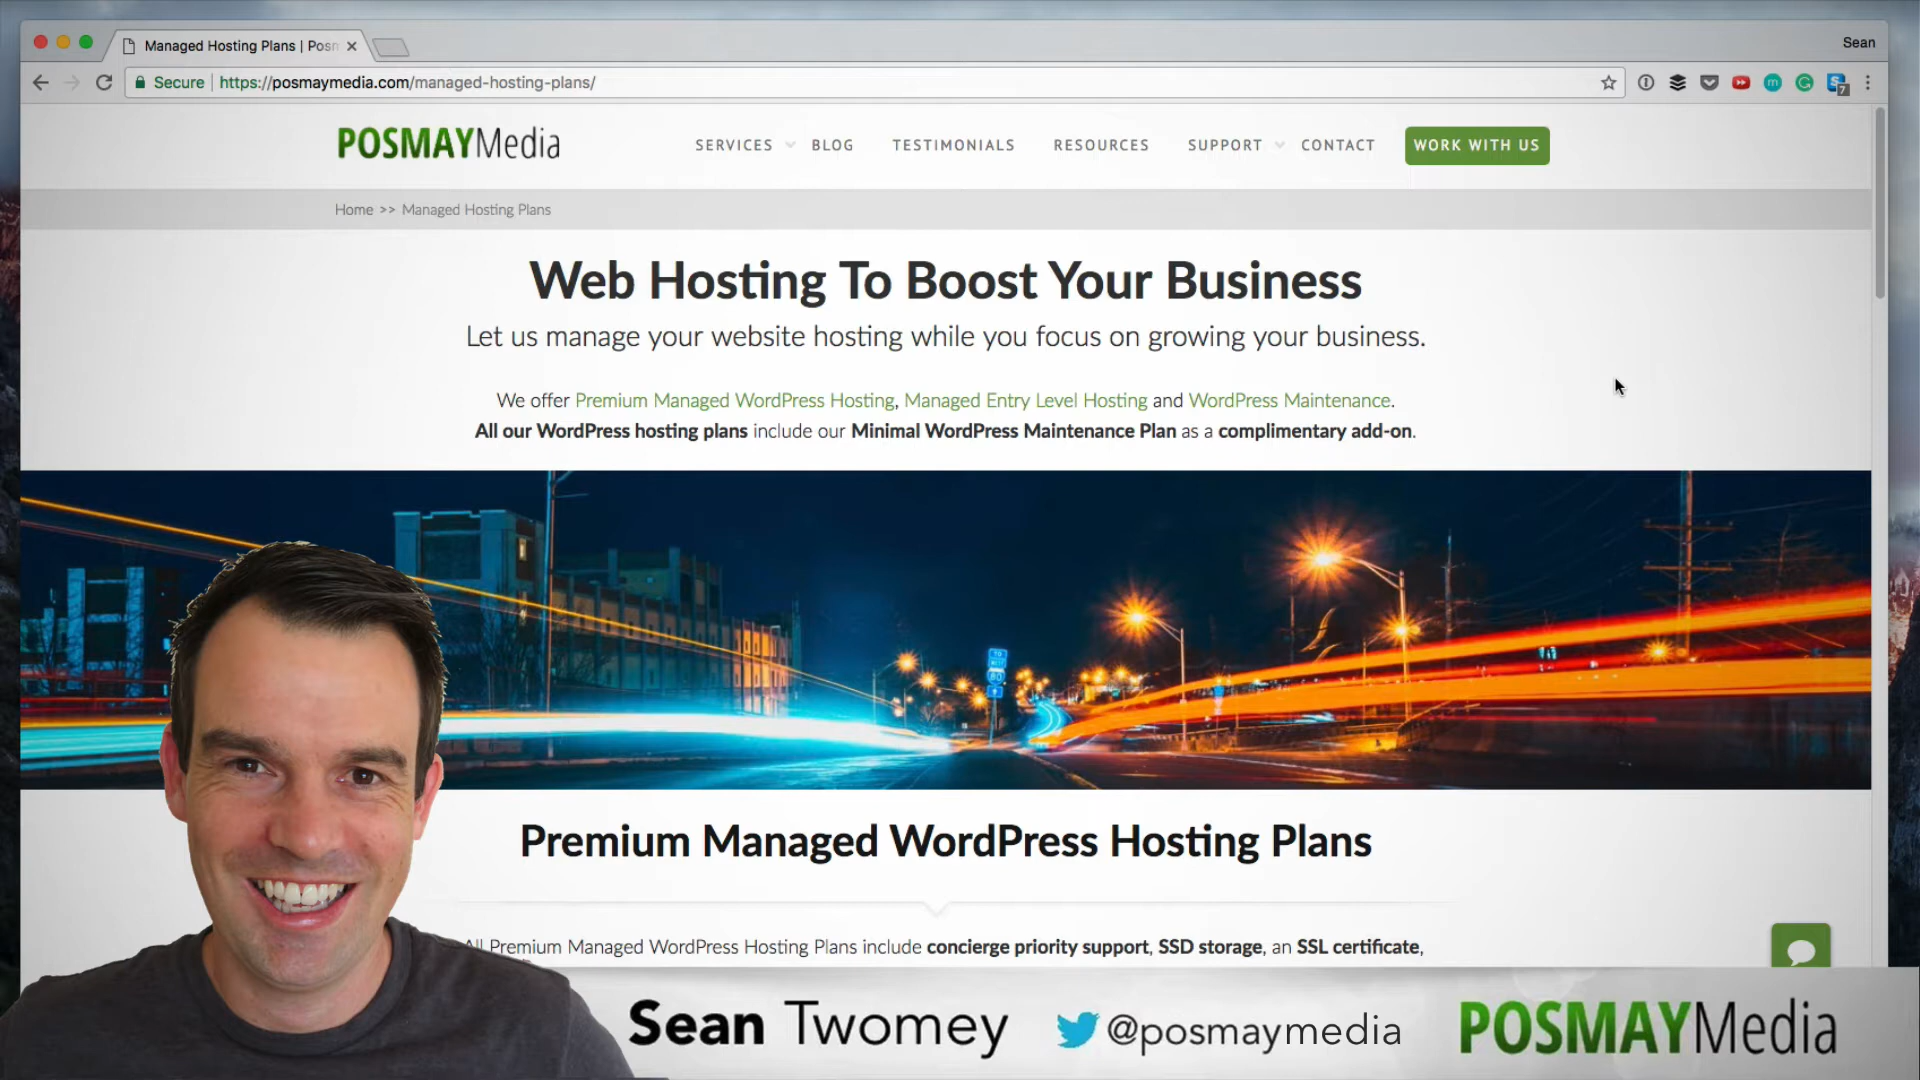 Managed Hosting Plans | Posm
Sean
Secure | https://posmaymedia.com/managed-hosting-plans/
7
POSMAYMedia
SERVICES BLOG TESTIMONIALS RESOURCES SUPPORT CONTACT WORK WITH US
Home >> Managed Hosting Plans
Web Hosting To Boost Your Business
Let us manage your website hosting while you focus on growing your business.
We offer Premium Managed WordPress Hosting, Managed Entry Level Hosting and WordPress Maintenance.
All our WordPress hosting plans include our Minimal WordPress Maintenance Plan as a complimentary add-on.
Premium Managed WordPress Hosting Plans
All Premium Managed WordPress Hosting Plans include concierge priority support, SSD storage, an SSL certificate,
Sean Twomey @posmaymedia POSMAYMedia